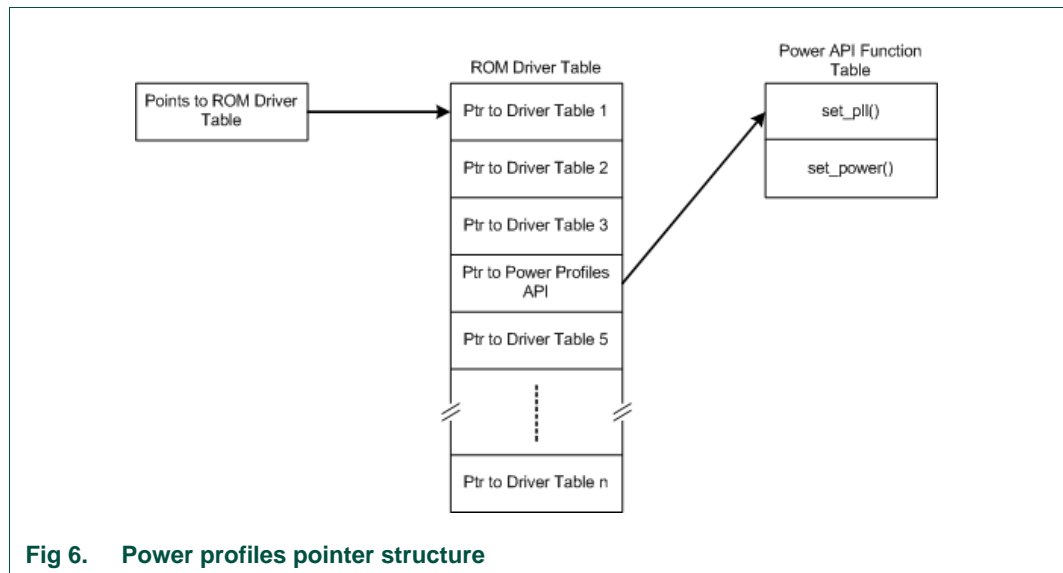 Points to ROM Driver
Table
ROM Driver Table
Ptr to Driver Table 1
Ptr to Driver Table 2
Ptr to Driver Table 3
Ptr to Power Profiles
API
Ptr to Driver Table 5
Ptr to Driver Table n
Power API Function
Table
set_pll()
set_power()
Fig 6. Power profiles pointer structure